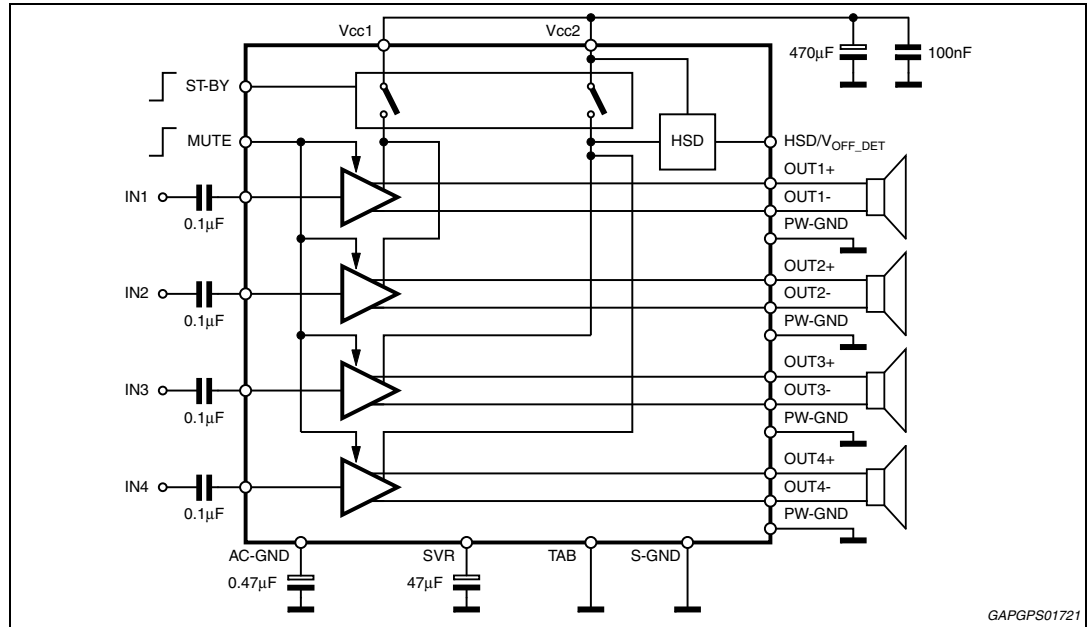 Vcc1
Vcc2
470μF
100nF
ST-BY
MUTE
HSD
HSD/VOFF_DET
OUT1+
IN1
OUT1-
0.1μF
PW-GND
OUT2+
IN2
OUT2-
0.1μF
PW-GND
OUT3+
IN3
OUT3-
0.1μF
PW-GND
OUT4+
IN4
OUT4-
0.1μF
PW-GND
AC-GND
SVR
TAB
S-GND
0.47μF
47μF
GAPGPS01721